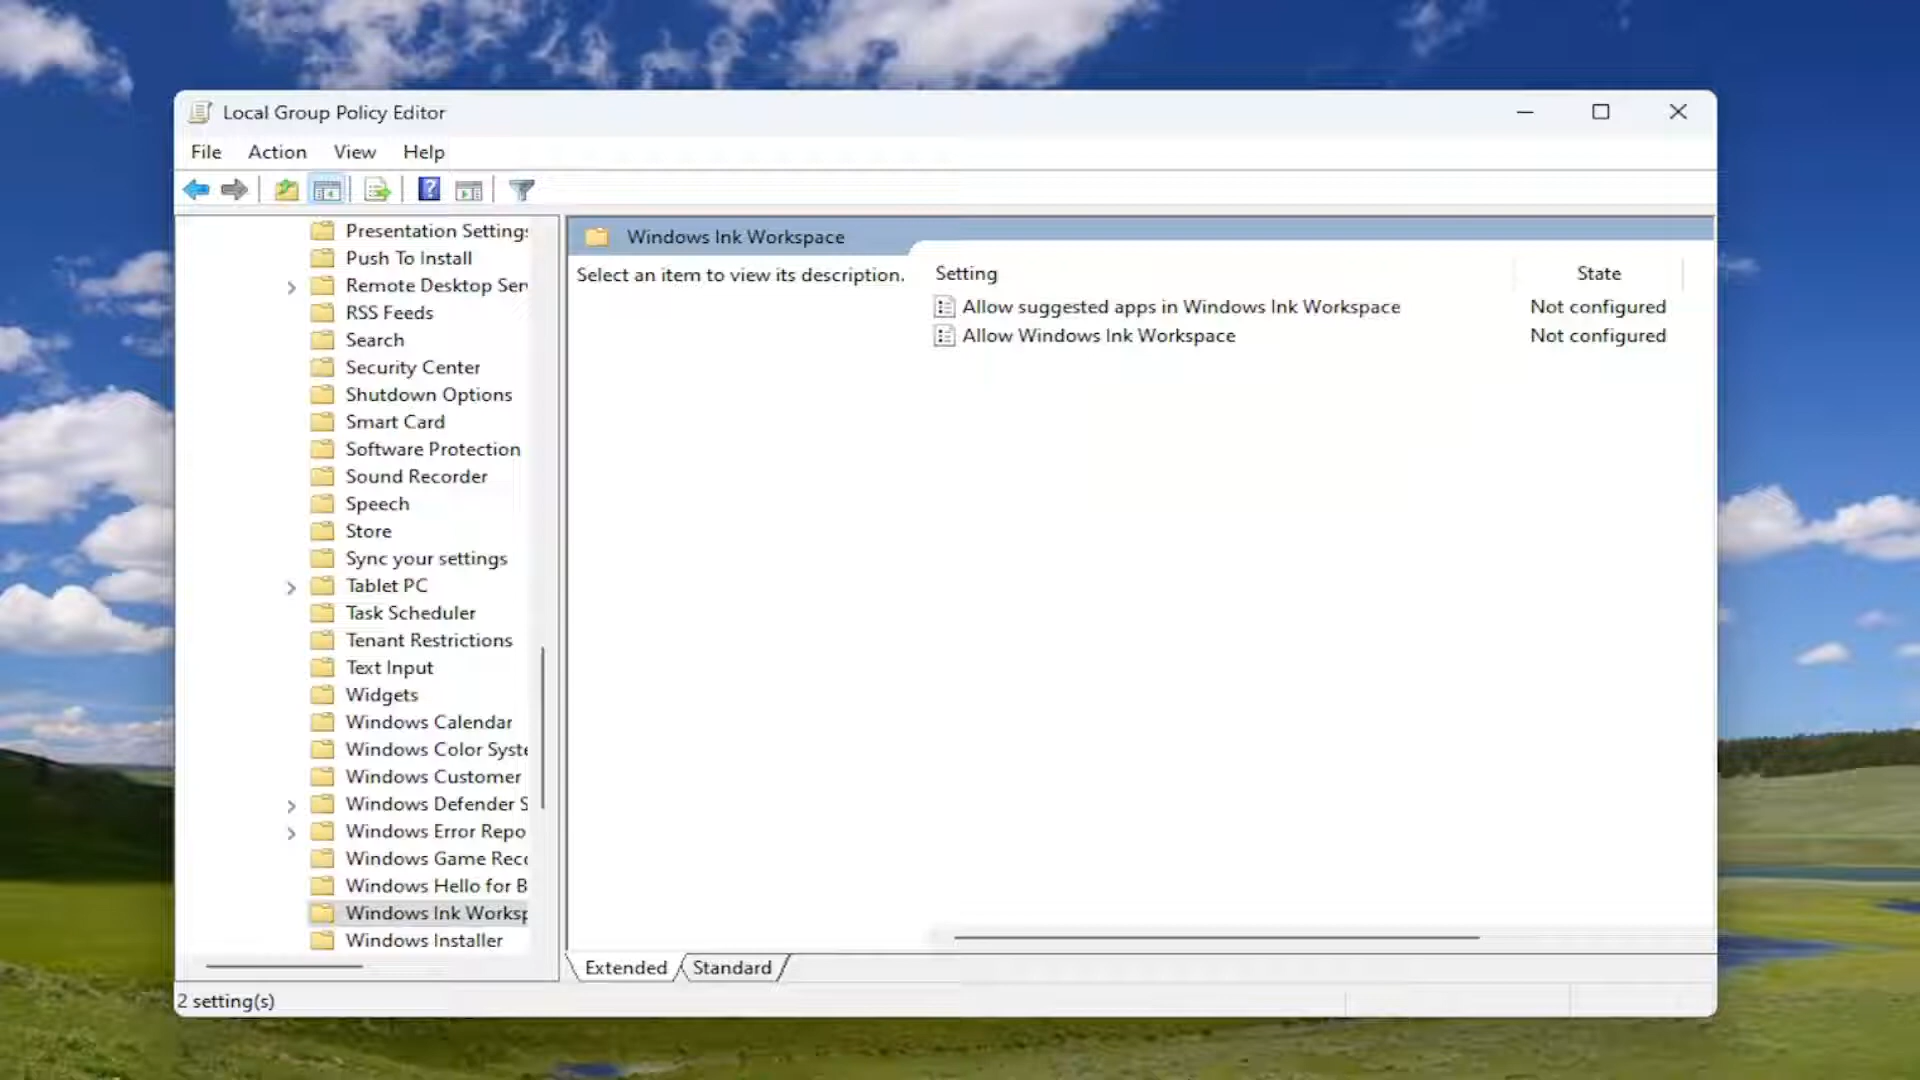 Local Group Policy Editor
File Action View Help
Presentation Settings
Push To Install
Remote Desktop Ser
RSS Feeds
Search
Security Center
Shutdown Options
Smart Card
Software Protection
Sound Recorder
Speech
Store
Sync your settings
Tablet PC
Task Scheduler
Tenant Restrictions
Text Input
Widgets
Windows Calendar
Windows Color Syste
Windows Customer
Windows Defender S
Windows Error Repo
Windows Game Reco
Windows Hello for B
Windows Ink Worksp
Windows Installer
Windows Ink Workspace
Select an item to view its description.
Setting State
Allow suggested apps in Windows Ink Workspace Not configured
Allow Windows Ink Workspace Not configured
Extended Standard
2 setting(s)